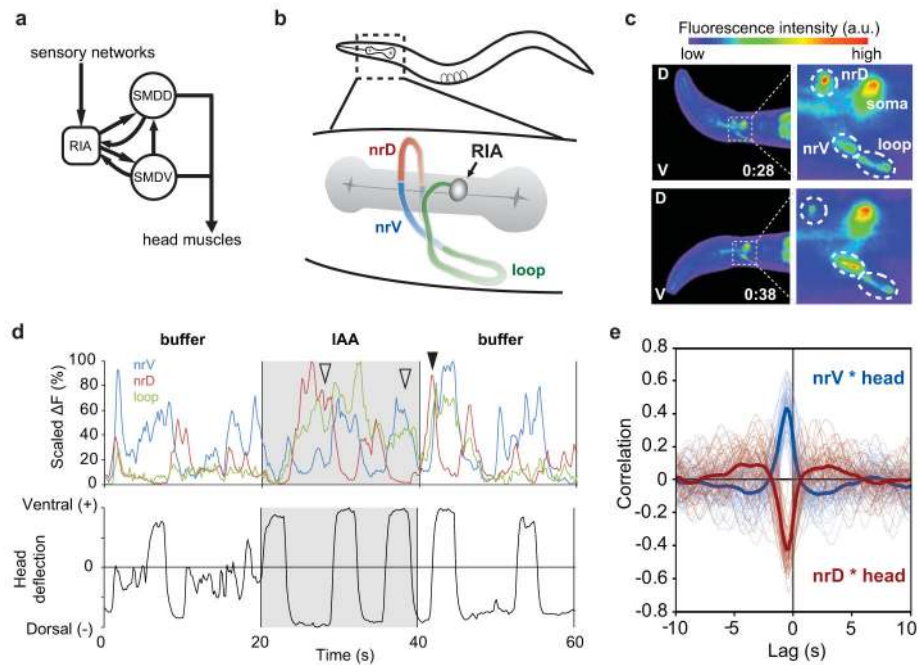 a
sensory networks
SMDD
RIA
SMDV
head muscles
b
nrD
RIA
nrV
loop
c
Fluorescence intensity (a.u.)
low high
D nrD
soma
nrV loop
V 0:28
D
V 0:38
d
buffer IAA buffer
nrV
nrD
loop
Scaled ΔF (%)
100
80
60
40
20
0
Ventral (+)
Head deflection
0
Dorsal (-)
0 20 40 60
Time (s)
e
0.8
0.6
0.4
0.2
0
-0.2
-0.4
-0.6
-0.8
Correlation
nrV * head
nrD * head
-10 -5 0 5 10
Lag (s)